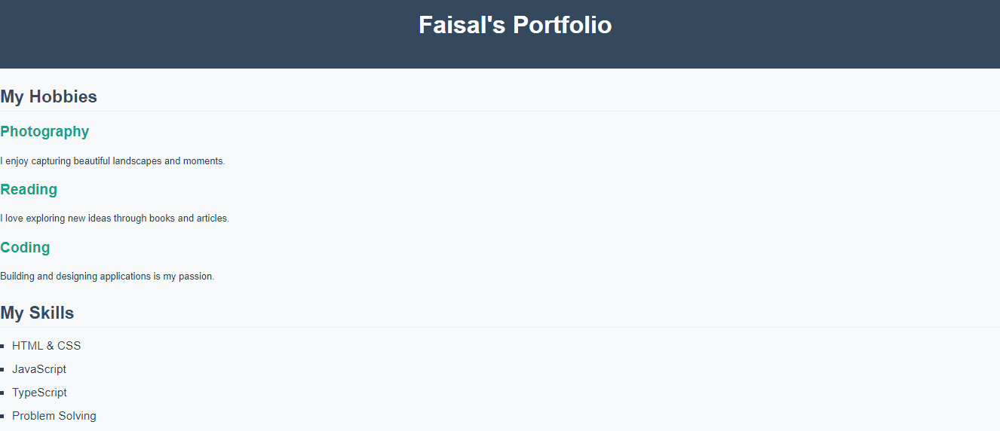 Faisal's Portfolio
My Hobbies
Photography
I enjoy capturing beautiful landscapes and moments.
Reading
I love exploring new ideas through books and articles.
Coding
Building and designing applications is my passion.
My Skills
HTML & CSS
JavaScript
TypeScript
Problem Solving